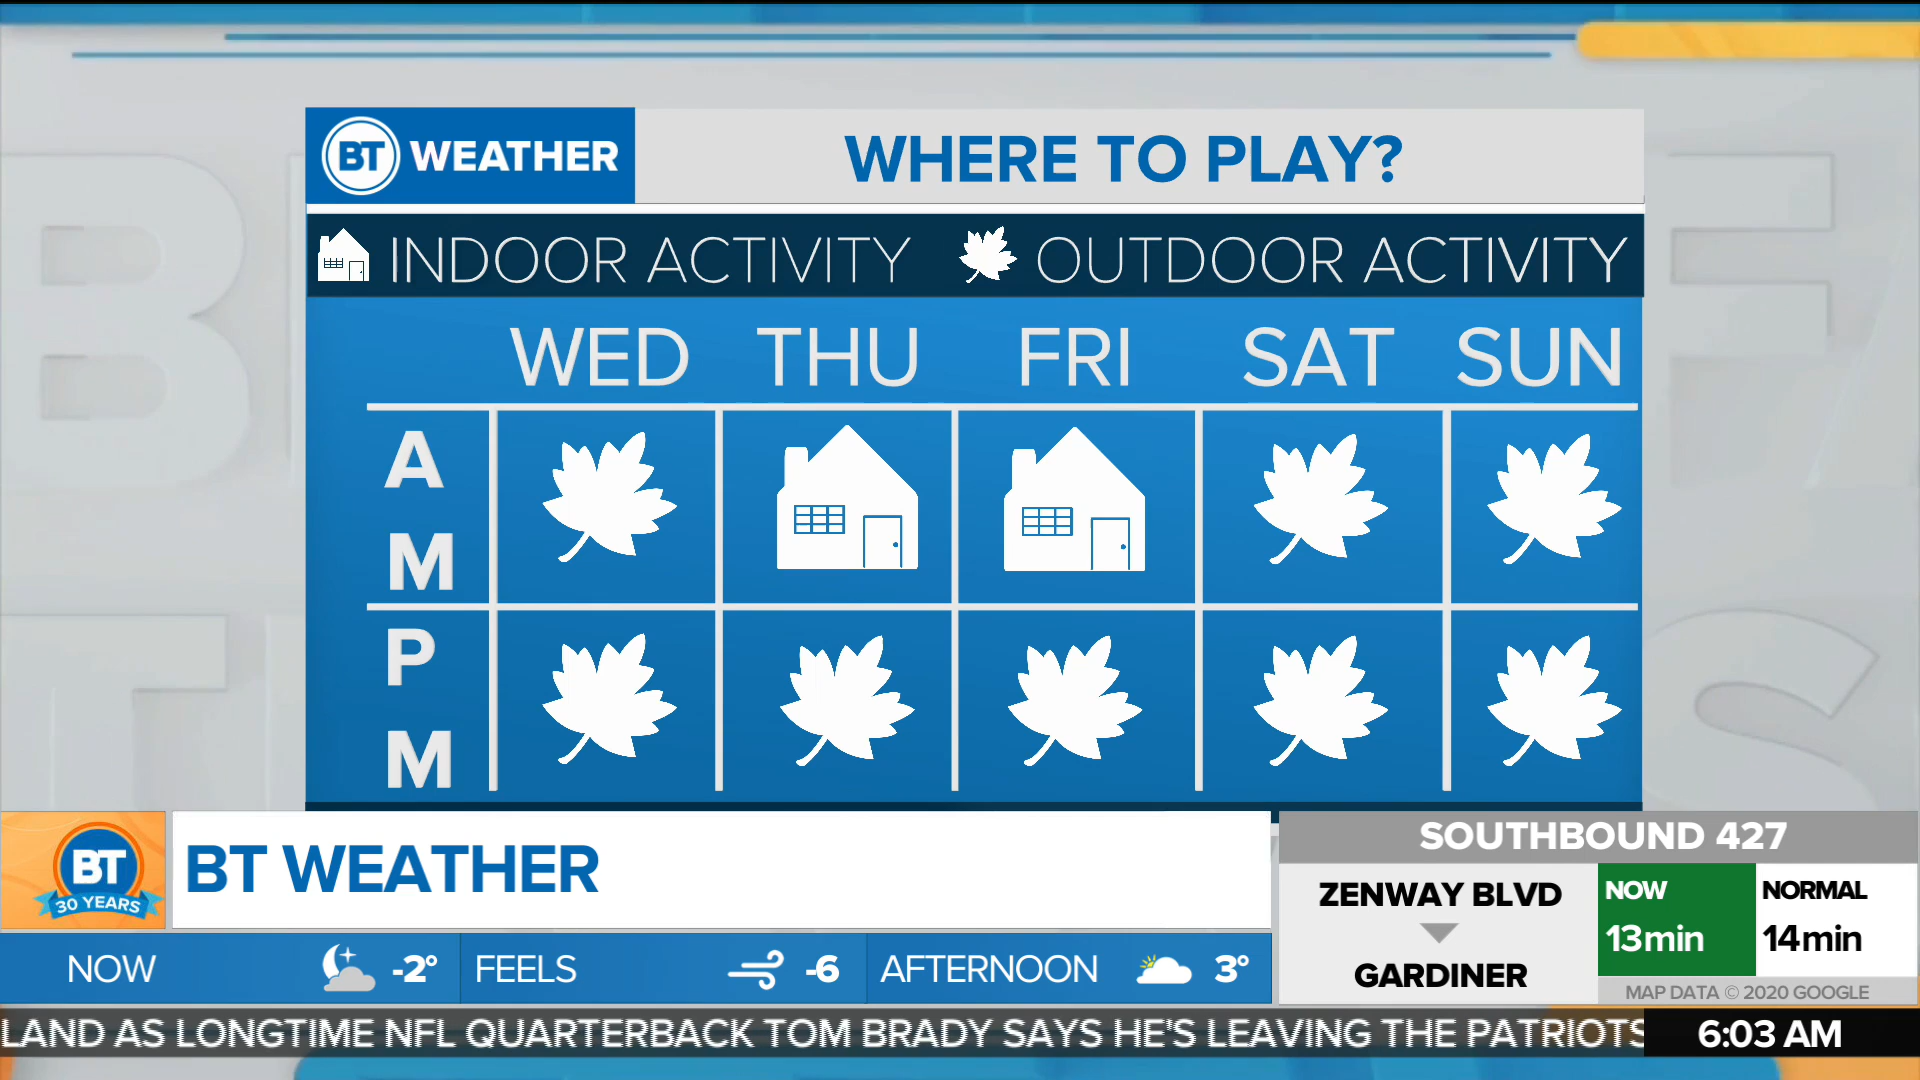 BT WEATHER
WHERE TO PLAY?
INDOOR ACTIVITY
OUTDOOR ACTIVITY
WED THU FRI SAT SUN
A
M
P
M
BT
30 YEARS
BT WEATHER
SOUTHBOUND 427
ZENWAY BLVD
GARDINER
NOW
13min
NORMAL
14min
MAP DATA © 2020 GOOGLE
NOW -2° FEELS -6 AFTERNOON 3°
LAND AS LONGTIME NFL QUARTERBACK TOM BRADY SAYS HE'S LEAVING THE PATRIOTS
6:03 AM